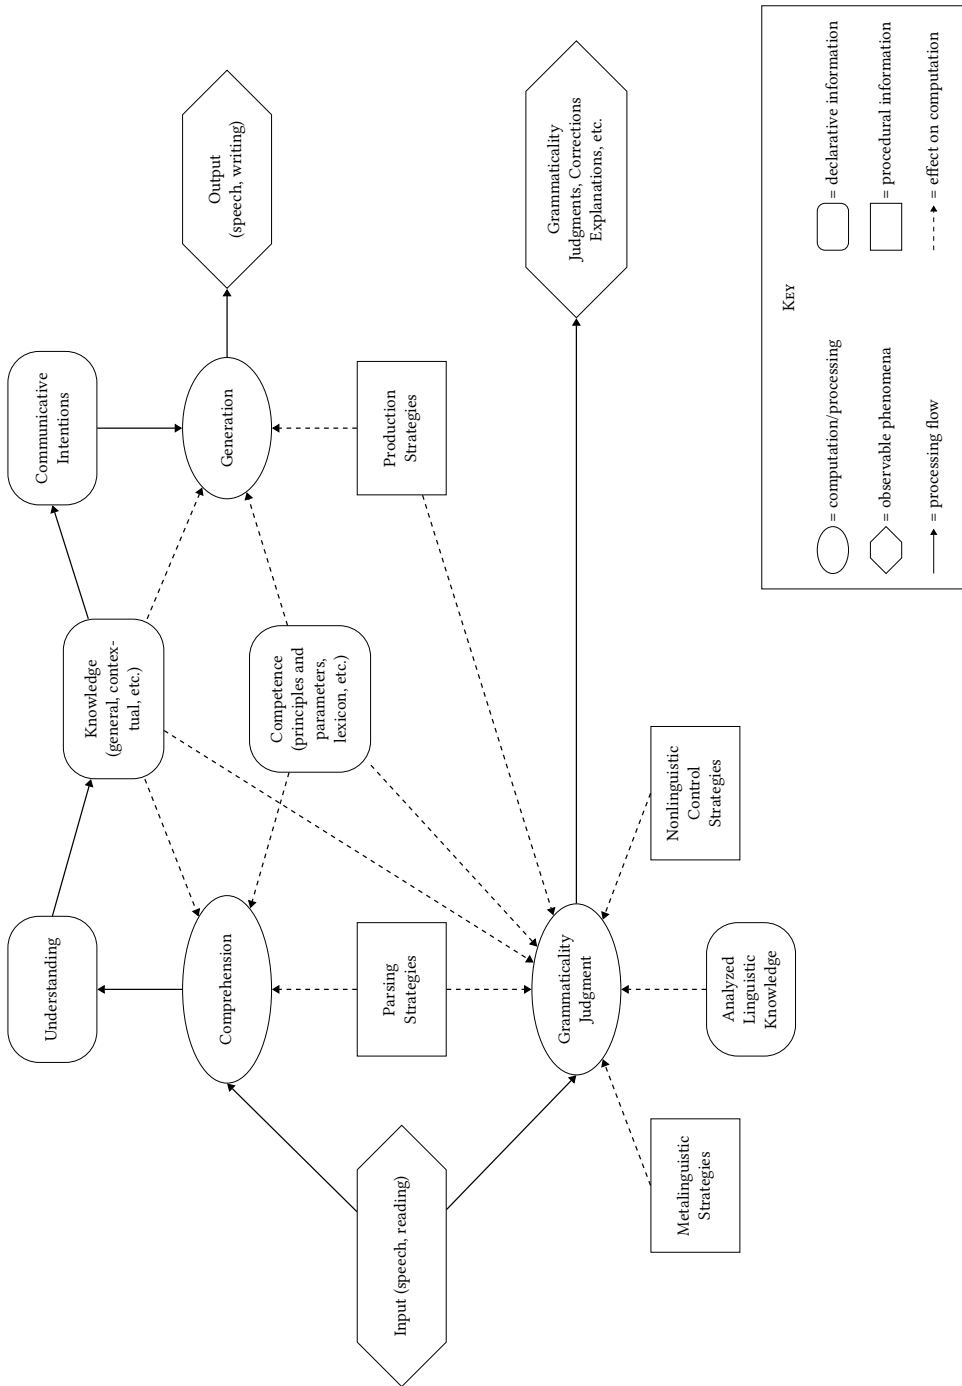 Understanding
Communicative
Intentions
Knowledge
(general, contex-
tual, etc.)
Comprehension
Generation
Output
(speech, writing)
Competence
(principles and
parameters,
lexicon, etc.)
Input (speech, reading)
Parsing
Strategies
Production
Strategies
Grammaticality
Judgment
Grammaticality
Judgments, Corrections
Explanations, etc.
Metalinguistic
Strategies
Analyzed
Linguistic
Knowledge
Nonlinguistic
Control
Strategies
Key
= computation/processing
= declarative information
= observable phenomena
= procedural information
= processing flow
= effect on computation